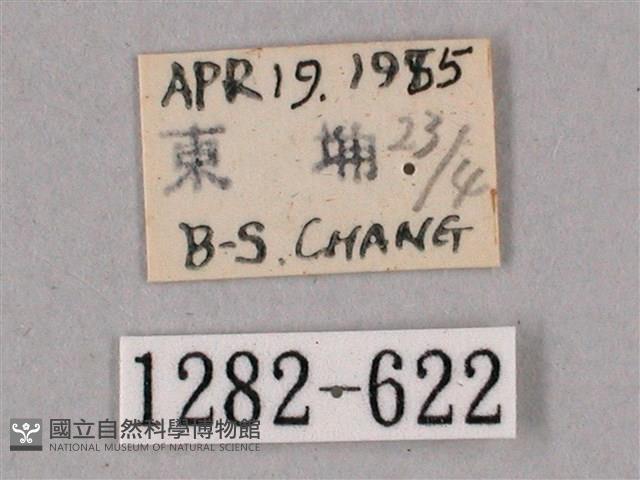 APR 19. 1985
東 埔 23/4
B-S. CHANG
1282-622
國立自然科學博物館
NATIONAL MUSEUM OF NATURAL SCIENCE